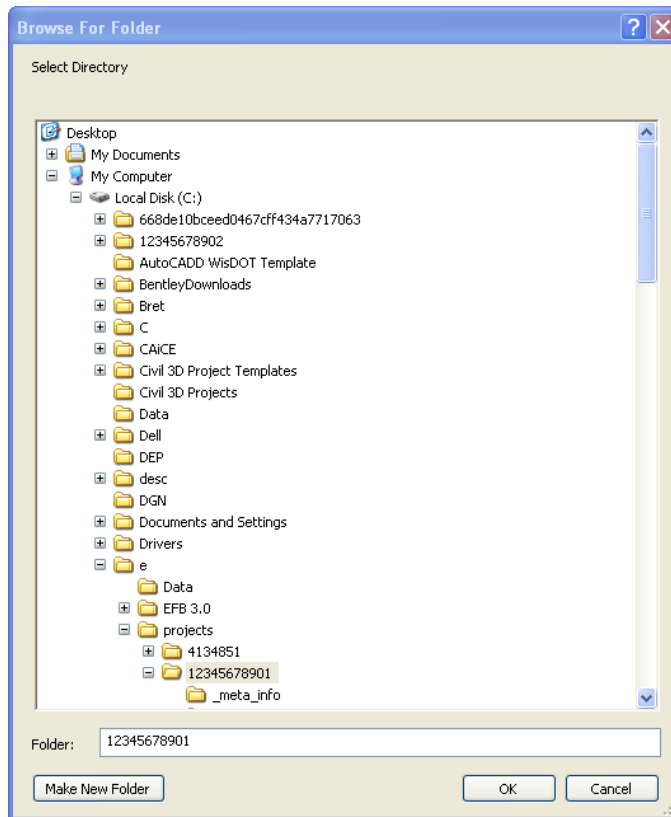 Browse For Folder
Select Directory
Desktop
My Documents
My Computer
Local Disk (C:)
668de10bceed0467cff434a7717063
12345678902
AutoCADD WisDOT Template
BentleyDownloads
Bret
C
CAiCE
Civil 3D Project Templates
Civil 3D Projects
Data
Dell
DEP
desc
DGN
Documents and Settings
Drivers
e
Data
EFB 3.0
projects
4134851
12345678901
_meta_info
Folder: 12345678901
Make New Folder OK Cancel